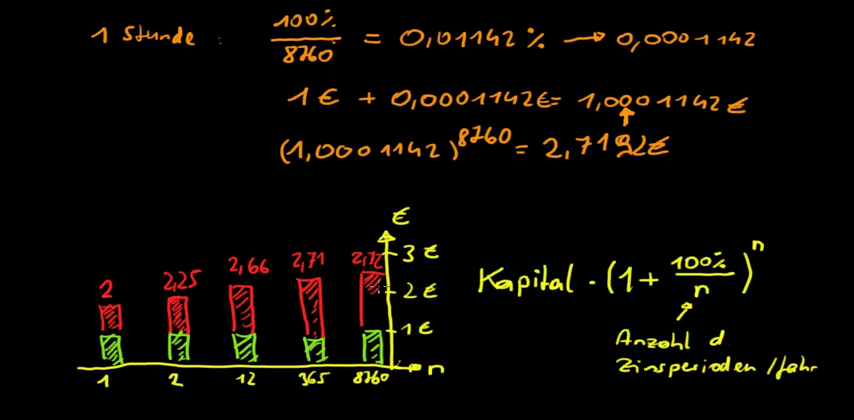 1 Stunde : 100% / 8760 = 0,01142 % → 0,0001142
1 € + 0,0001142€ = 1,0001142 €
(1,0001142)^8760 = 2,7192€
€
3 €
2 2,25 2,66 2,71 2,72
2 €
1 €
1 2 12 365 8760 n
Kapital · (1 + 100% / n)^n
Anzahl d.
Zinsperioden /Jahr